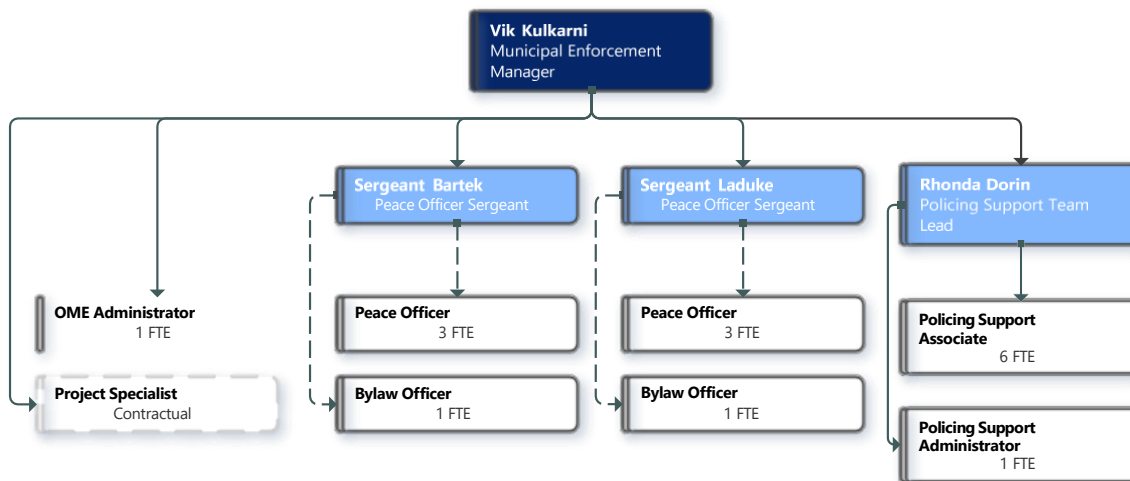 Vik Kulkarni
Municipal Enforcement
Manager
Sergeant Bartek
Peace Officer Sergeant
Sergeant Laduke
Peace Officer Sergeant
Rhonda Dorin
Policing Support Team
Lead
OME Administrator
1 FTE
Peace Officer
3 FTE
Peace Officer
3 FTE
Policing Support
Associate
6 FTE
Project Specialist
Contractual
Bylaw Officer
1 FTE
Bylaw Officer
1 FTE
Policing Support
Administrator
1 FTE